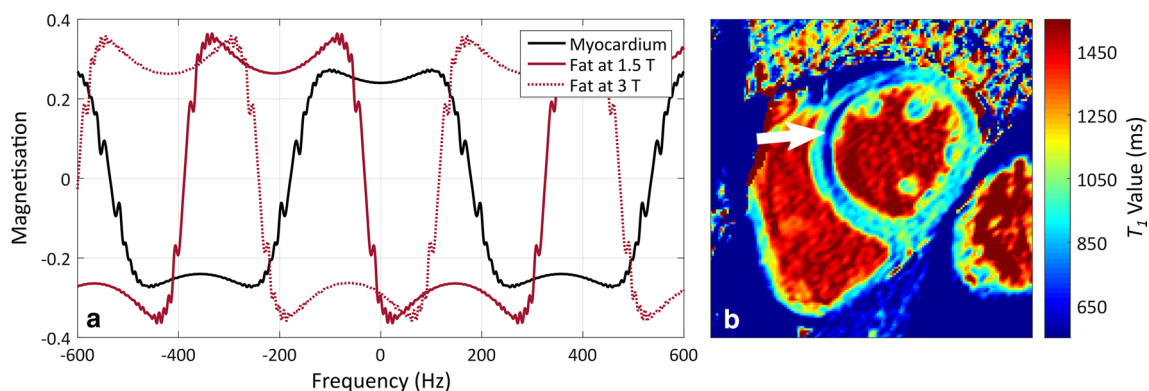 0.4
0.2
0
-0.2
-0.4
Magnetisation
-600
-400
-200
0
200
400
600
Frequency (Hz)
Myocardium
Fat at 1.5 T
Fat at 3 T
a
b
1450
1250
1050
850
650
T1 Value (ms)